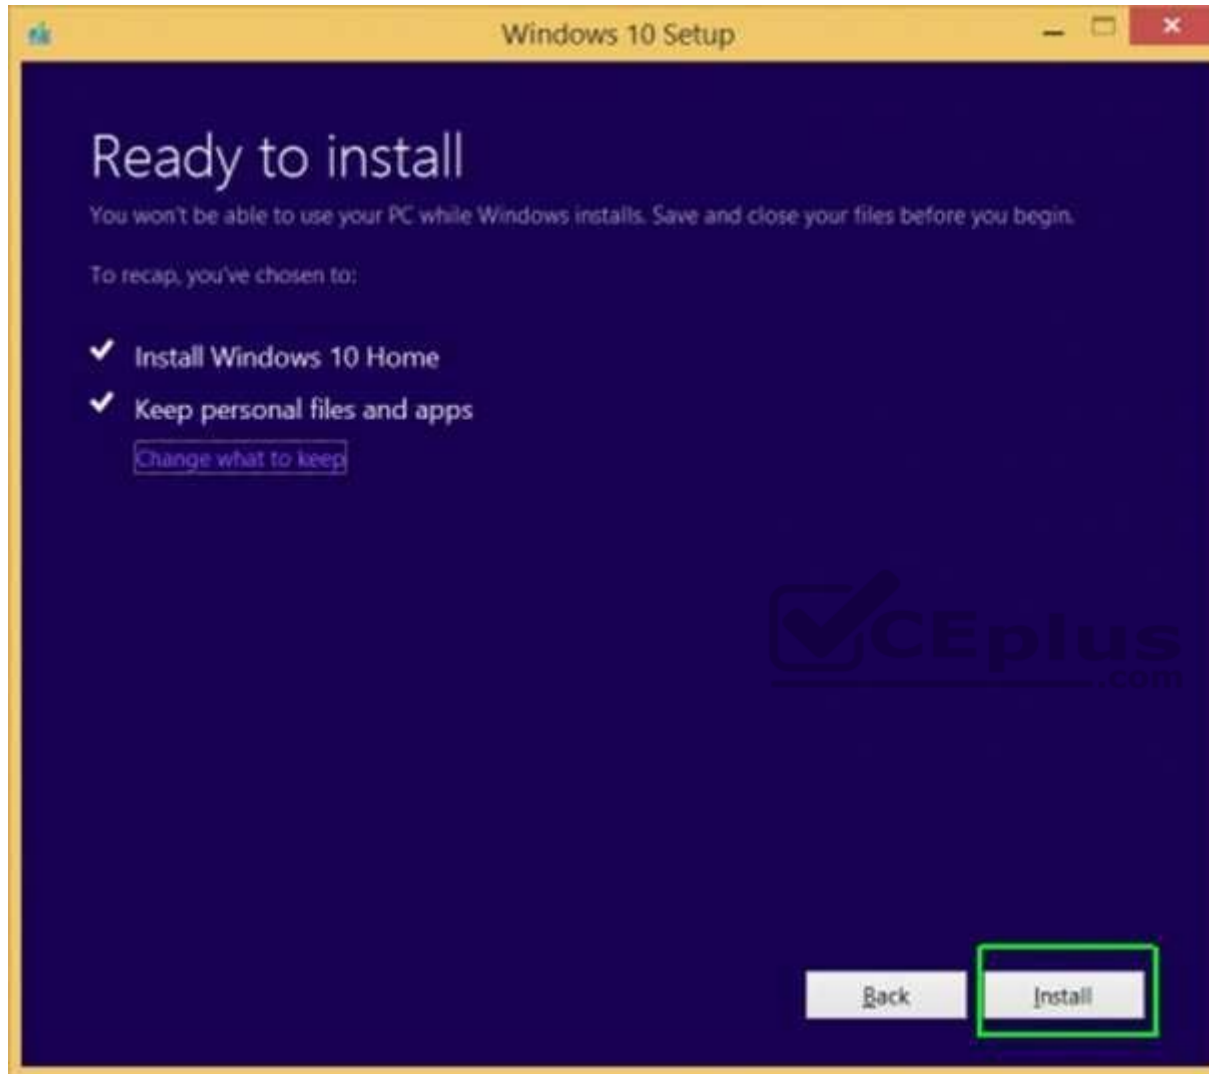 Windows 10 Setup
Ready to install
You won't be able to use your PC while Windows installs. Save and close your files before you begin.
To recap, you've chosen to:
Install Windows 10 Home
Keep personal files and apps
Change what to keep
CEplus
.com
Back
Install